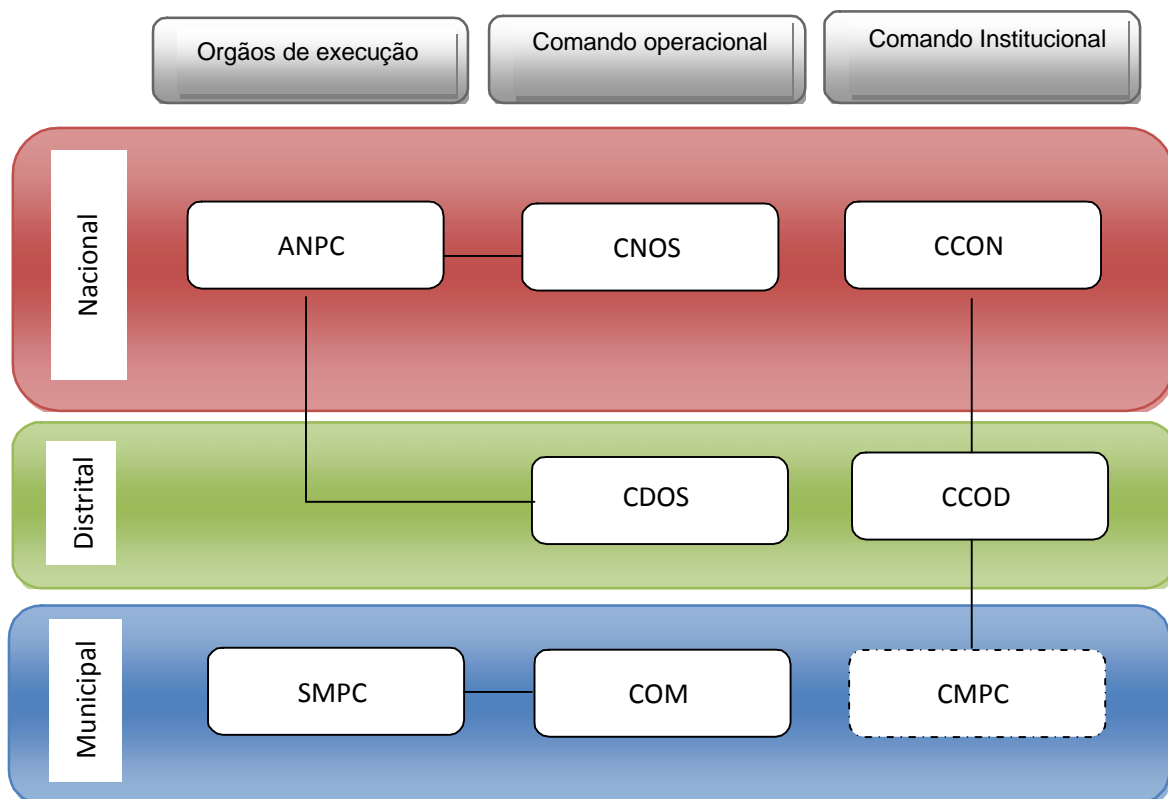 Orgãos de execução
Comando operacional
Comando Institucional
Nacional
ANPC
CNOS
CCON
Distrital
CDOS
CCOD
Municipal
SMPC
COM
CMPC